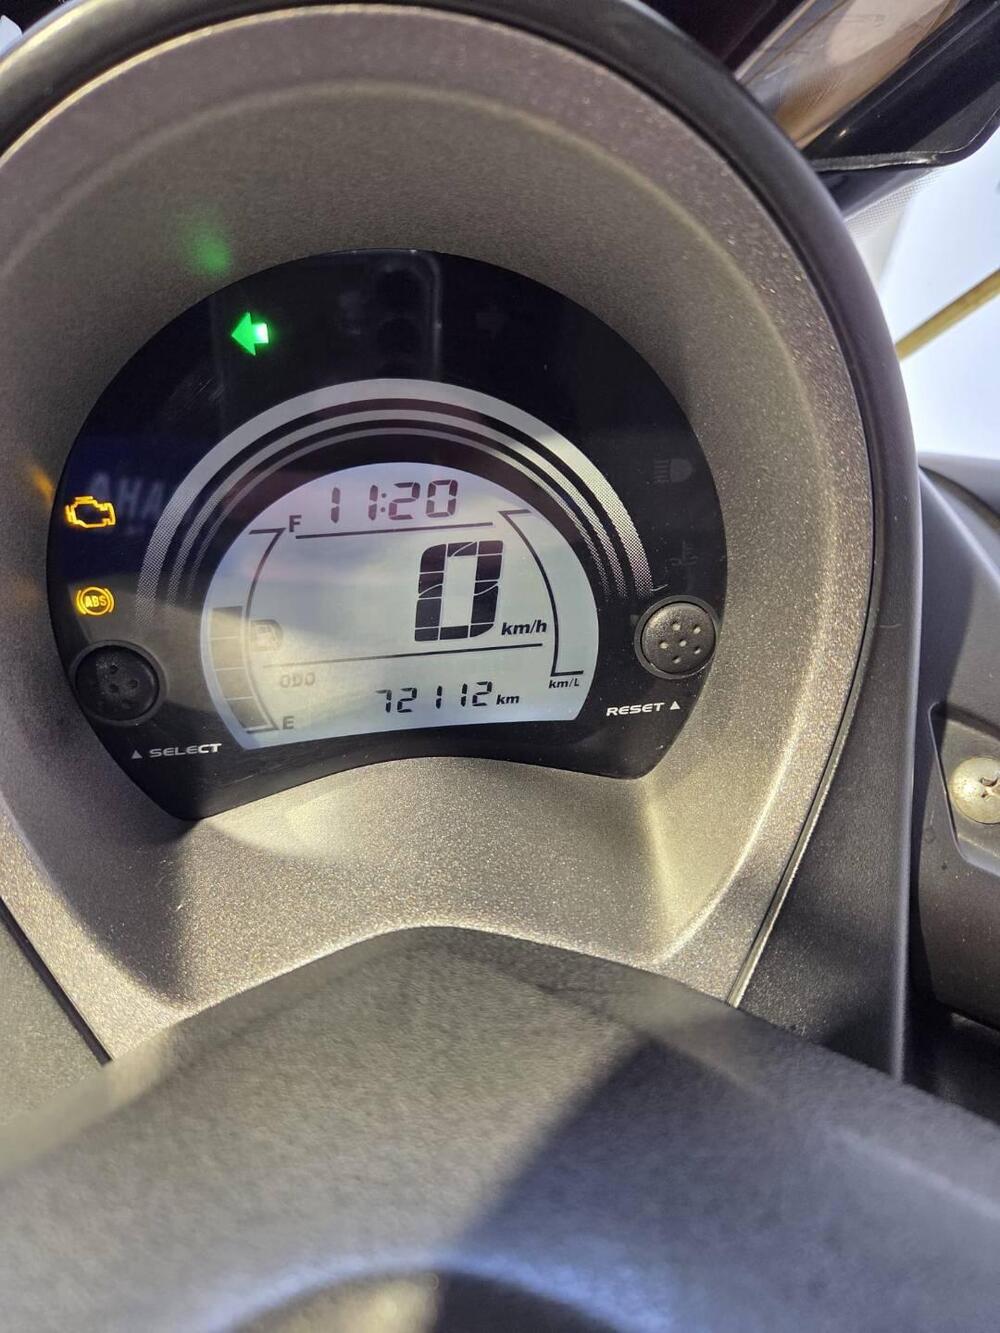 11:20
F
0 km/h
ABS
ODO
km/L
72112 km
E
RESET ▲
▲ SELECT